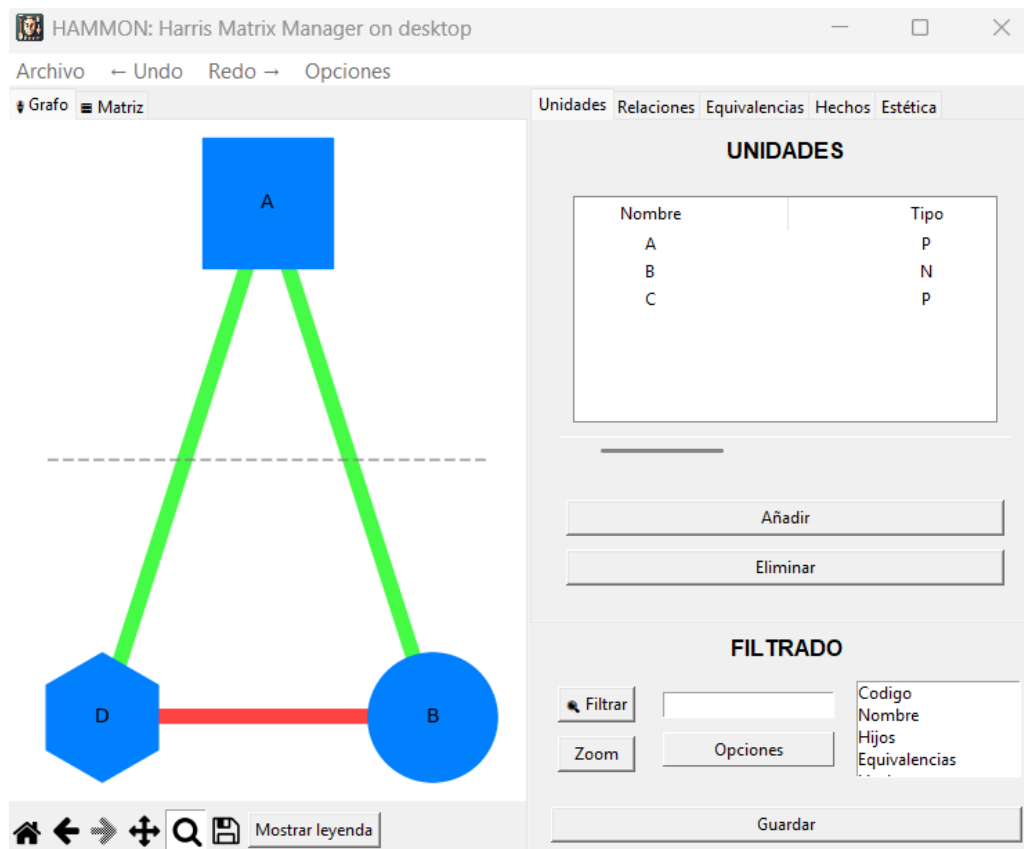 HAMMON: Harris Matrix Manager on desktop
Archivo ← Undo Redo → Opciones
Grafo Matriz
Unidades Relaciones Equivalencias Hechos Estética
A
D
B
UNIDADES
Nombre Tipo
A P
B N
C P
Añadir
Eliminar
FILTRADO
Filtrar
Zoom
Opciones
Codigo
Nombre
Hijos
Equivalencias
Mostrar leyenda
Guardar